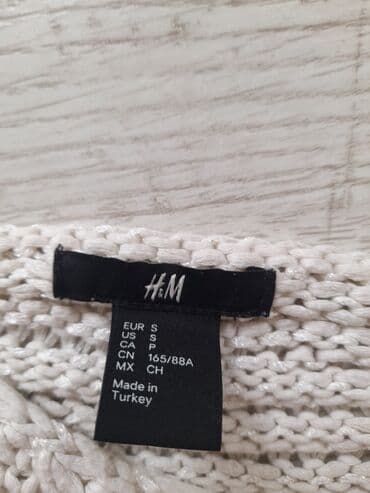 H&M
EUR S
US S
CA P
CN 165/88A
MX CH
Made in
Turkey